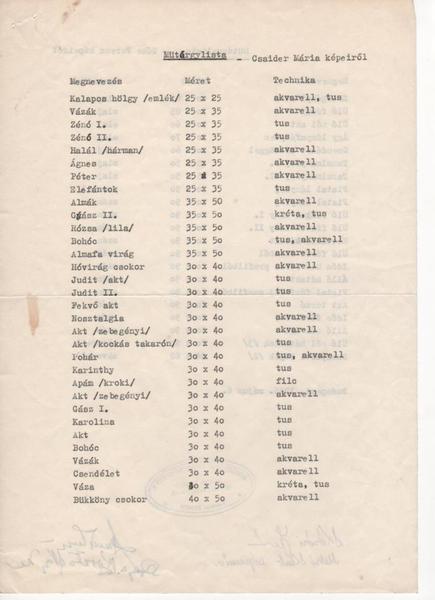 Műtárgylista - Csaider Mária képeiről
Megnevezés Méret Technika
Kalapos hölgy /emlék/ 25 x 25 akvarell, tus
Vázák 25 x 35 akvarell
Zénó I. 25 x 35 tus
Zénó II. 25 x 35 tus
Halál /hárman/ 25 x 35 akvarell
Ágnes 25 x 35 akvarell
Péter 25 x 35 akvarell
Elefántok 25 x 35 tus
Almák 35 x 50 akvarell
Gász II. 35 x 50 kréta, tus
Rózsa /lila/ 35 x 50 akvarell
Bohóc 35 x 50 tus, akvarell
Almafa virág 35 x 50 akvarell
Hóvirág csokor 30 x 40 akvarell
Judit /akt/ 30 x 40 tus
Judit II. 30 x 40 tus
Fekvő akt 30 x 40 tus
Nosztalgia 30 x 40 akvarell
Akt /zebegényi/ 30 x 40 akvarell
Akt /kockás takarón/ 30 x 40 tus
Pohár 30 x 40 tus, akvarell
Karinthy 30 x 40 tus
Apám /kroki/ 30 x 40 filc
Akt /zebegényi/ 30 x 40 akvarell
Gász I. 30 x 40 tus
Karolina 30 x 40 tus
Akt 30 x 40 tus
Bohóc 30 x 40 tus
Vázák 30 x 40 akvarell
Csendélet 30 x 40 akvarell
Váza 40 x 50 kréta, tus
Bükköny csokor 40 x 50 akvarell